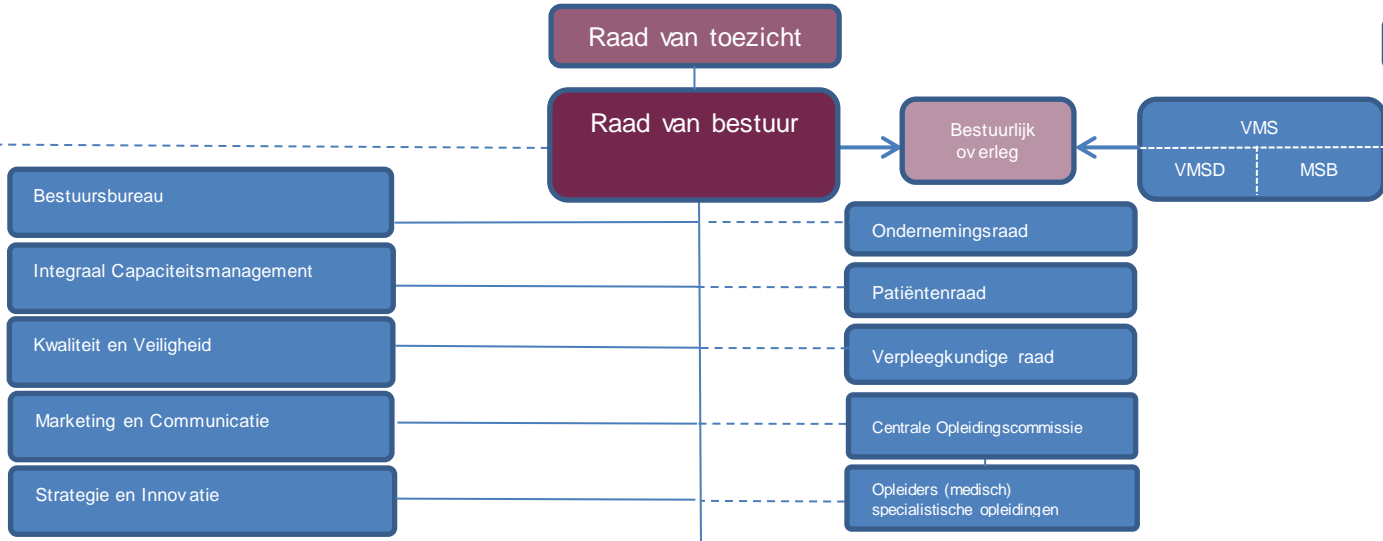 Raad van toezicht
Raad van bestuur
Bestuurlijk
overleg
VMS
VMSD
MSB
Bestuursbureau
Ondernemingsraad
Integraal Capaciteitsmanagement
Patiëntenraad
Kwaliteit en Veiligheid
Verpleegkundige raad
Marketing en Communicatie
Centrale Opleidingscommissie
Strategie en Innovatie
Opleiders (medisch)
specialistische opleidingen